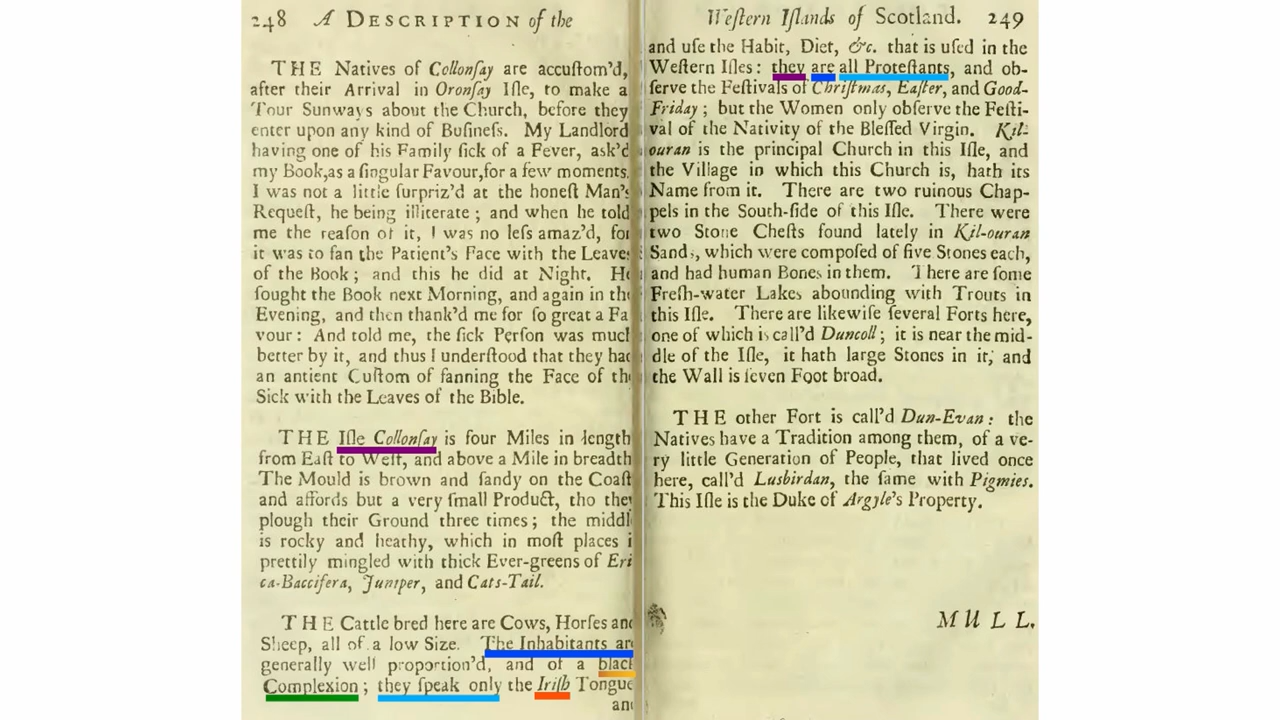 248 A DESCRIPTION of the
THE Natives of Collonſay are accuſtom'd,
after their Arrival in Oronſay Iſle, to make a
Tour Sunways about the Church, before they
enter upon any kind of Buſineſs. My Landlord
having one of his Family ſick of a Fever, ask'd
my Book,as a ſingular Favour,for a few moments.
I was not a little ſurpriz'd at the honeſt Man's
Requeſt, he being illiterate ; and when he told
me the reaſon of it, I was no leſs amaz'd, for
it was to fan the Patient's Face with the Leaves
of the Book ; and this he did at Night. He
ſought the Book next Morning, and again in the
Evening, and then thank'd me for ſo great a Fa
vour : And told me, the ſick Perſon was much
better by it, and thus I underſtood that they had
an antient Cuſtom of fanning the Face of the
Sick with the Leaves of the Bible.
THE Iſle Collonſay is four Miles in length
from Eaſt to Weſt, and above a Mile in breadth
The Mould is brown and ſandy on the Coaſt
and affords but a very ſmall Product, tho they
plough their Ground three times ; the middle
is rocky and heathy, which in moſt places i
prettily mingled with thick Ever-greens of Eri
ca-Baccifera, Juniper, and Cats-Tail.
THE Cattle bred here are Cows, Horſes and
Sheep, all of a low Size. The Inhabitants are
generally well proportion'd, and of a black
Complexion ; they ſpeak only the Iriſh Tongue
and
Weſtern Iſlands of Scotland. 249
and uſe the Habit, Diet, &c. that is uſed in the
Weſtern Iſles : they are all Proteſtants, and ob-
ſerve the Feſtivals of Chriſtmas, Eaſter, and Good-
Friday ; but the Women only obſerve the Feſti-
val of the Nativity of the Bleſſed Virgin. Kil-
ouran is the principal Church in this Iſle, and
the Village in which this Church is, hath its
Name from it. There are two ruinous Chap-
pels in the South-ſide of this Iſle. There were
two Stone Cheſts found lately in Kil-ouran
Sands, which were compoſed of five Stones each,
and had human Bones in them. There are ſome
Freſh-water Lakes abounding with Trouts in
this Iſle. There are likewiſe ſeveral Forts here,
one of which is call'd Duncoll ; it is near the mid-
dle of the Iſle, it hath large Stones in it, and
the Wall is ſeven Foot broad.
THE other Fort is call'd Dun-Evan : the
Natives have a Tradition among them, of a ve-
ry little Generation of People, that lived once
here, call'd Lusbirdan, the ſame with Pigmies.
This Iſle is the Duke of Argyle's Property.
MULL.